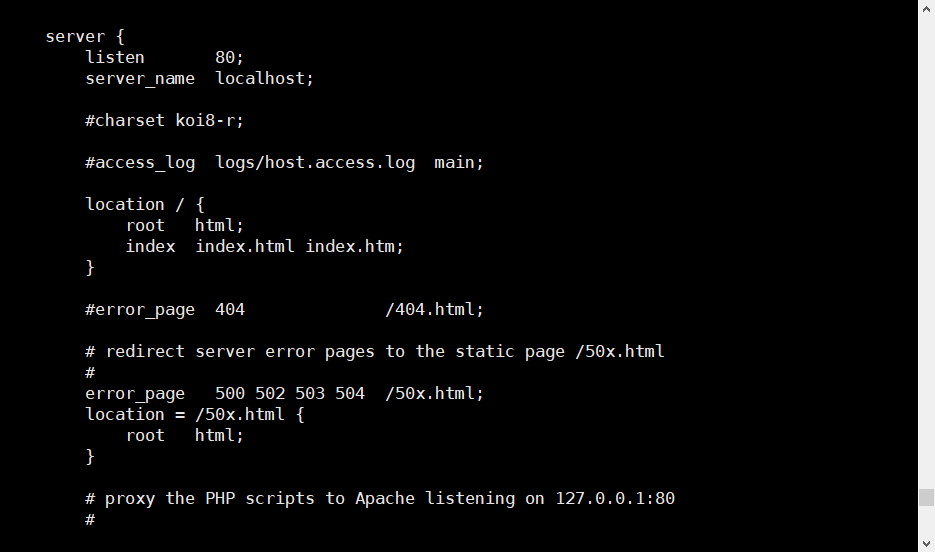 server {
    listen       80;
    server_name  localhost;

    #charset koi8-r;

    #access_log  logs/host.access.log  main;

    location / {
        root   html;
        index  index.html index.htm;
    }

    #error_page  404              /404.html;

    # redirect server error pages to the static page /50x.html
    #
    error_page   500 502 503 504  /50x.html;
    location = /50x.html {
        root   html;
    }

    # proxy the PHP scripts to Apache listening on 127.0.0.1:80
    #